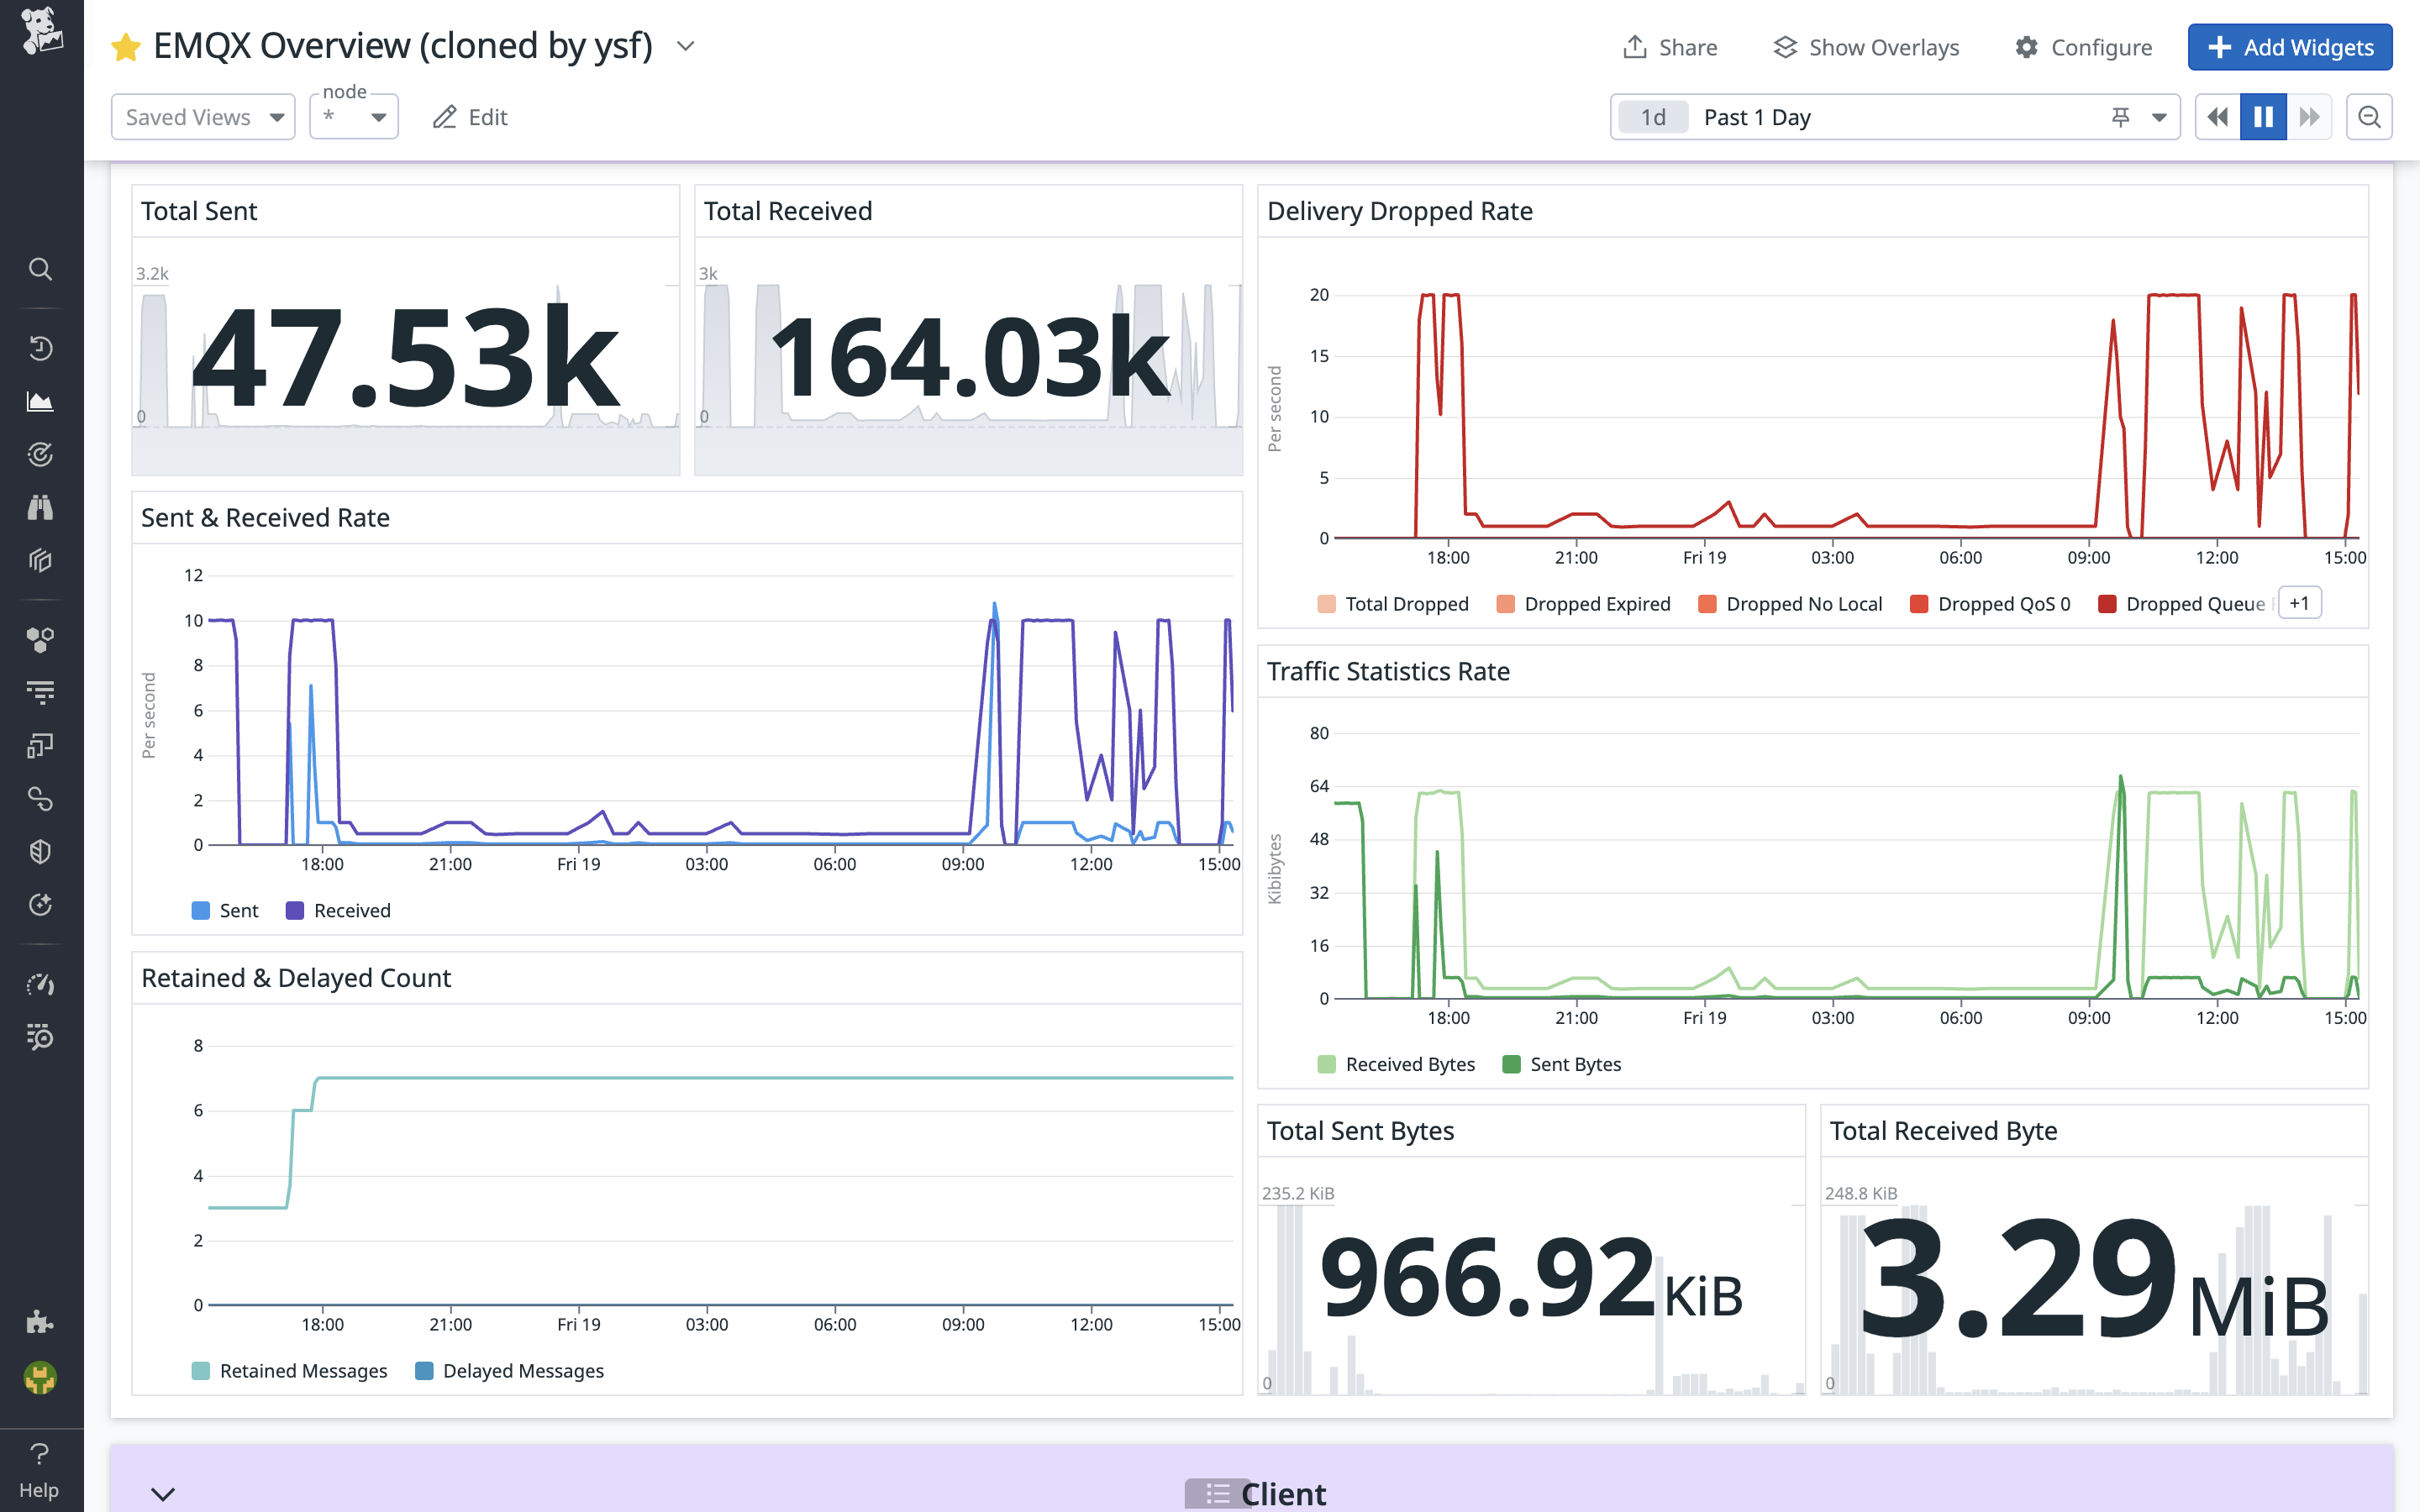 EMQX Overview (cloned by ysf)
Share
Show Overlays
Configure
Add Widgets
Saved Views
node
*
Edit
1d
Past 1 Day
Total Sent
3.2k
47.53k
0
Total Received
3k
164.03k
0
Sent & Received Rate
Per second
12
10
8
6
4
2
0
18:00 21:00 Fri 19 03:00 06:00 09:00 12:00 15:00
Sent Received
Retained & Delayed Count
8
6
4
2
0
18:00 21:00 Fri 19 03:00 06:00 09:00 12:00 15:00
Retained Messages Delayed Messages
Delivery Dropped Rate
Per second
20
15
10
5
0
18:00 21:00 Fri 19 03:00 06:00 09:00 12:00 15:00
Total Dropped Dropped Expired Dropped No Local Dropped QoS 0 Dropped Queue +1
Traffic Statistics Rate
Kibibytes
80
64
48
32
16
0
18:00 21:00 Fri 19 03:00 06:00 09:00 12:00 15:00
Received Bytes Sent Bytes
Total Sent Bytes
235.2 KiB
966.92 KiB
0
Total Received Byte
248.8 KiB
3.29 MiB
0
Help
Client